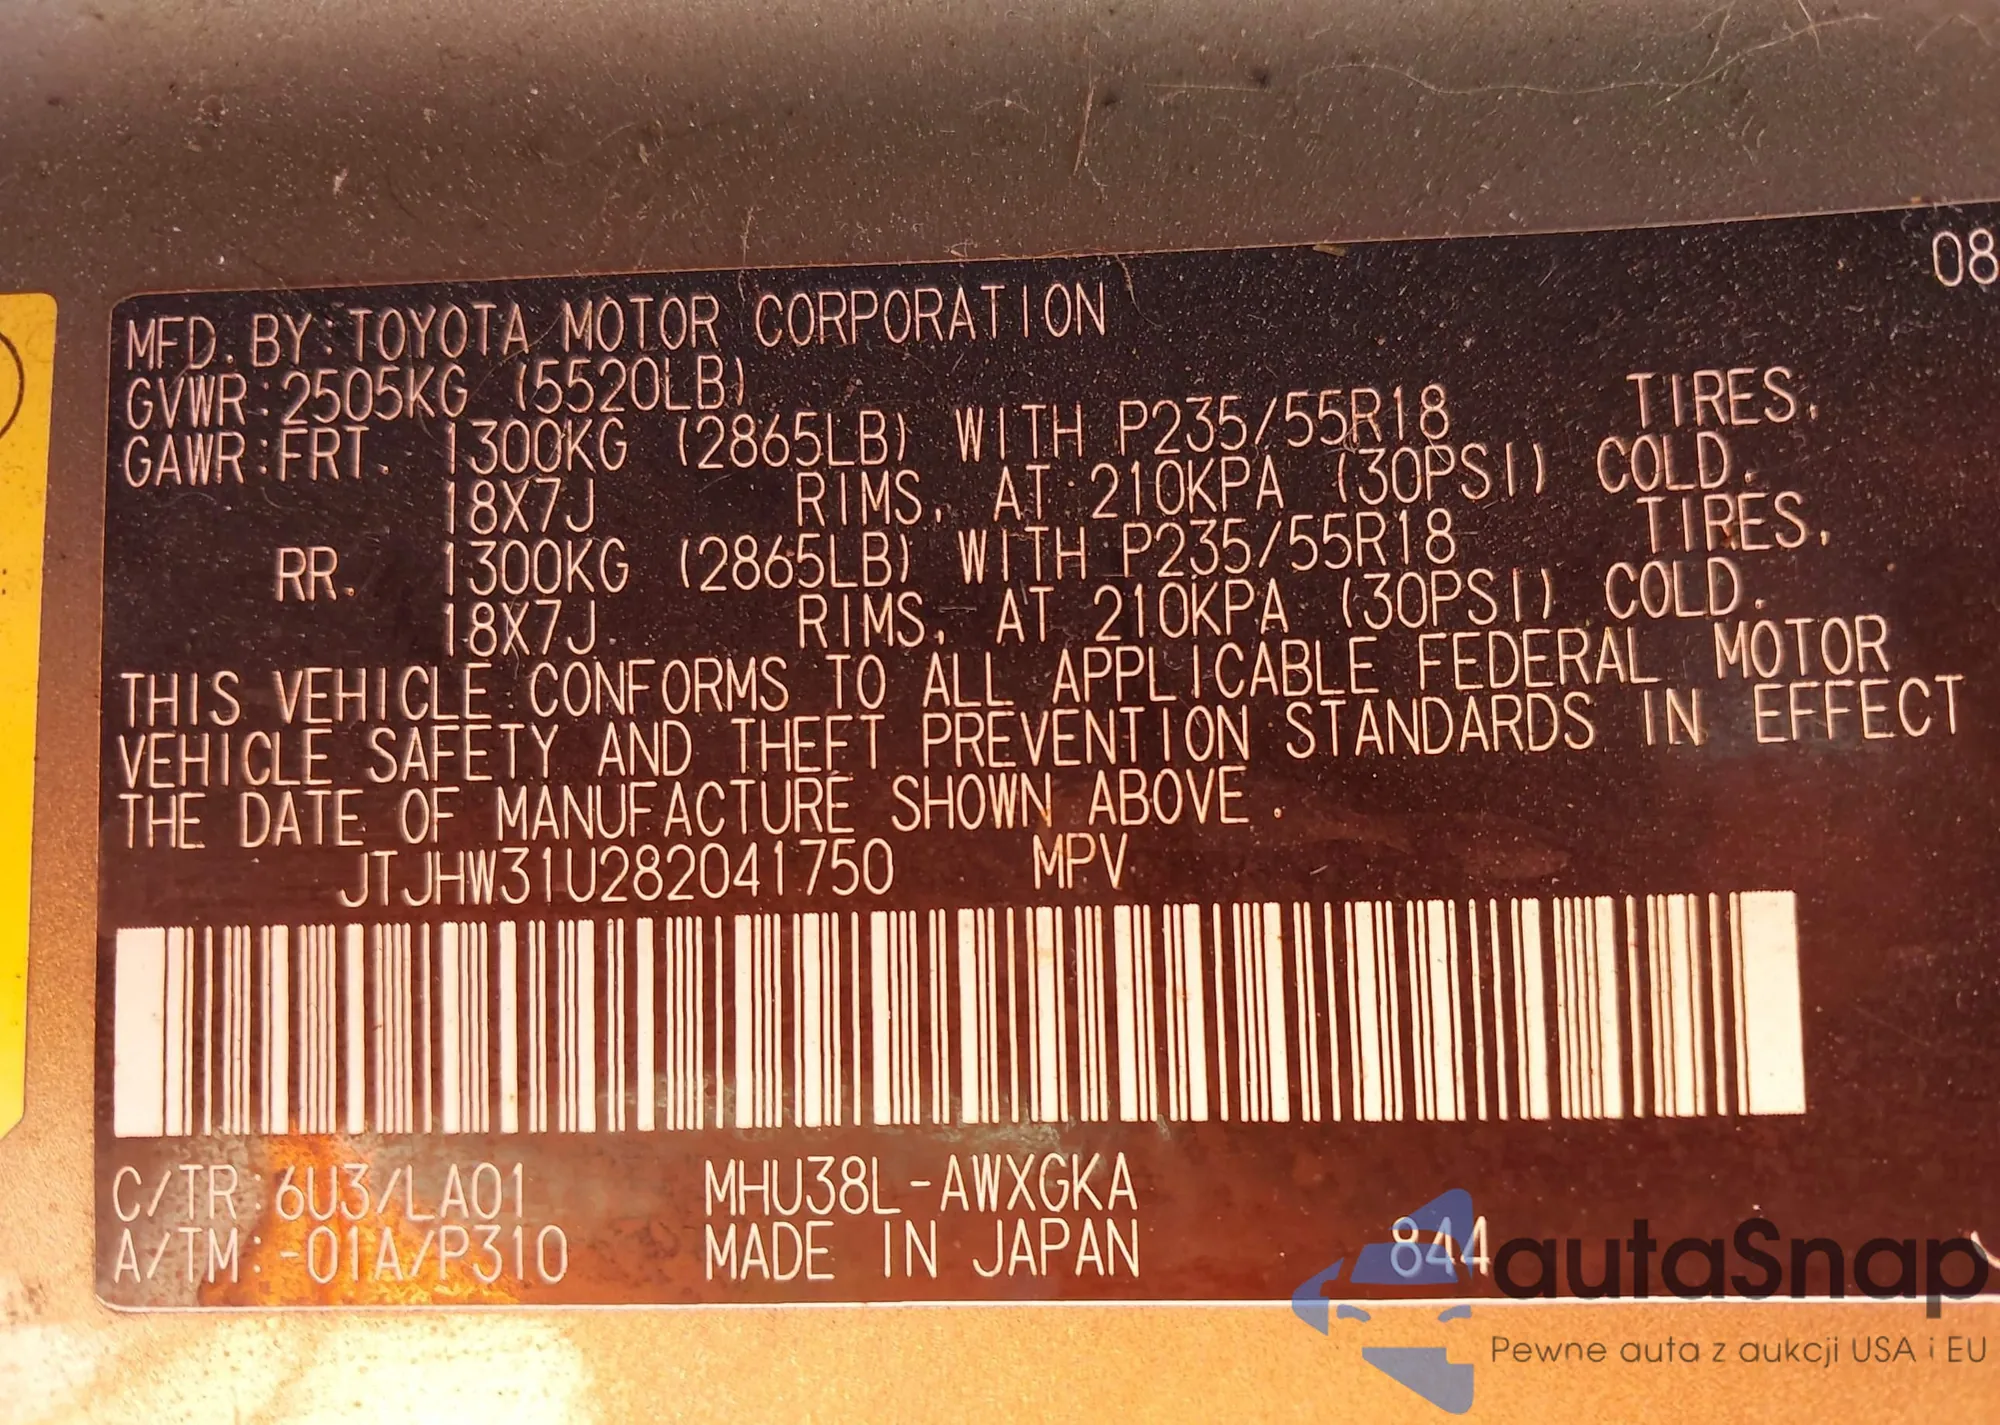 08
MFD. BY: TOYOTA MOTOR CORPORATION
GVWR: 2505KG (5520LB)
GAWR: FRT. 1300KG (2865LB) WITH P235/55R18 TIRES,
18X7J RIMS, AT 210KPA (30PSI) COLD.
RR. 1300KG (2865LB) WITH P235/55R18 TIRES,
18X7J RIMS, AT 210KPA (30PSI) COLD.
THIS VEHICLE CONFORMS TO ALL APPLICABLE FEDERAL MOTOR
VEHICLE SAFETY AND THEFT PREVENTION STANDARDS IN EFFECT
THE DATE OF MANUFACTURE SHOWN ABOVE.
JTJHW31U282041750 MPV
C/TR: 6U3/LA01 MHU38L-AWXGKA
A/TM: -01A/P310 MADE IN JAPAN 844
autaSnap
Pewne auta z aukcji USA i EU